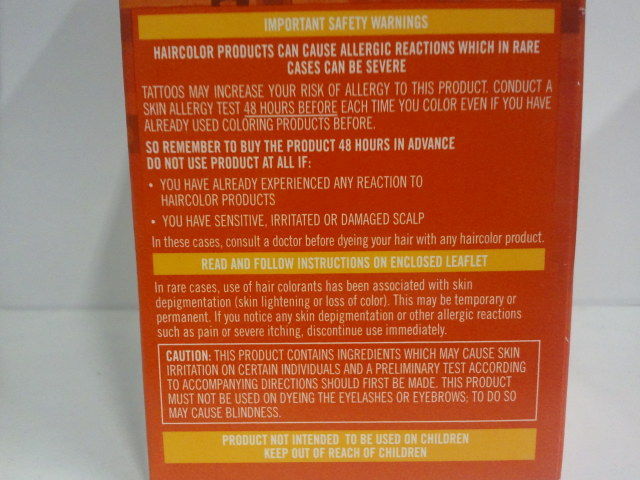 IMPORTANT SAFETY WARNINGS
HAIRCOLOR PRODUCTS CAN CAUSE ALLERGIC REACTIONS WHICH IN RARE
CASES CAN BE SEVERE
TATTOOS MAY INCREASE YOUR RISK OF ALLERGY TO THIS PRODUCT. CONDUCT A
SKIN ALLERGY TEST 48 HOURS BEFORE EACH TIME YOU COLOR EVEN IF YOU HAVE
ALREADY USED COLORING PRODUCTS BEFORE.
SO REMEMBER TO BUY THE PRODUCT 48 HOURS IN ADVANCE
DO NOT USE PRODUCT AT ALL IF:
• YOU HAVE ALREADY EXPERIENCED ANY REACTION TO
HAIRCOLOR PRODUCTS
• YOU HAVE SENSITIVE, IRRITATED OR DAMAGED SCALP
In these cases, consult a doctor before dyeing your hair with any haircolor product.
READ AND FOLLOW INSTRUCTIONS ON ENCLOSED LEAFLET
In rare cases, use of hair colorants has been associated with skin
depigmentation (skin lightening or loss of color). This may be temporary or
permanent. If you notice any skin depigmentation or other allergic reactions
such as pain or severe itching, discontinue use immediately.
CAUTION: THIS PRODUCT CONTAINS INGREDIENTS WHICH MAY CAUSE SKIN
IRRITATION ON CERTAIN INDIVIDUALS AND A PRELIMINARY TEST ACCORDING
TO ACCOMPANYING DIRECTIONS SHOULD FIRST BE MADE. THIS PRODUCT
MUST NOT BE USED ON DYEING THE EYELASHES OR EYEBROWS; TO DO SO
MAY CAUSE BLINDNESS.
PRODUCT NOT INTENDED TO BE USED ON CHILDREN
KEEP OUT OF REACH OF CHILDREN